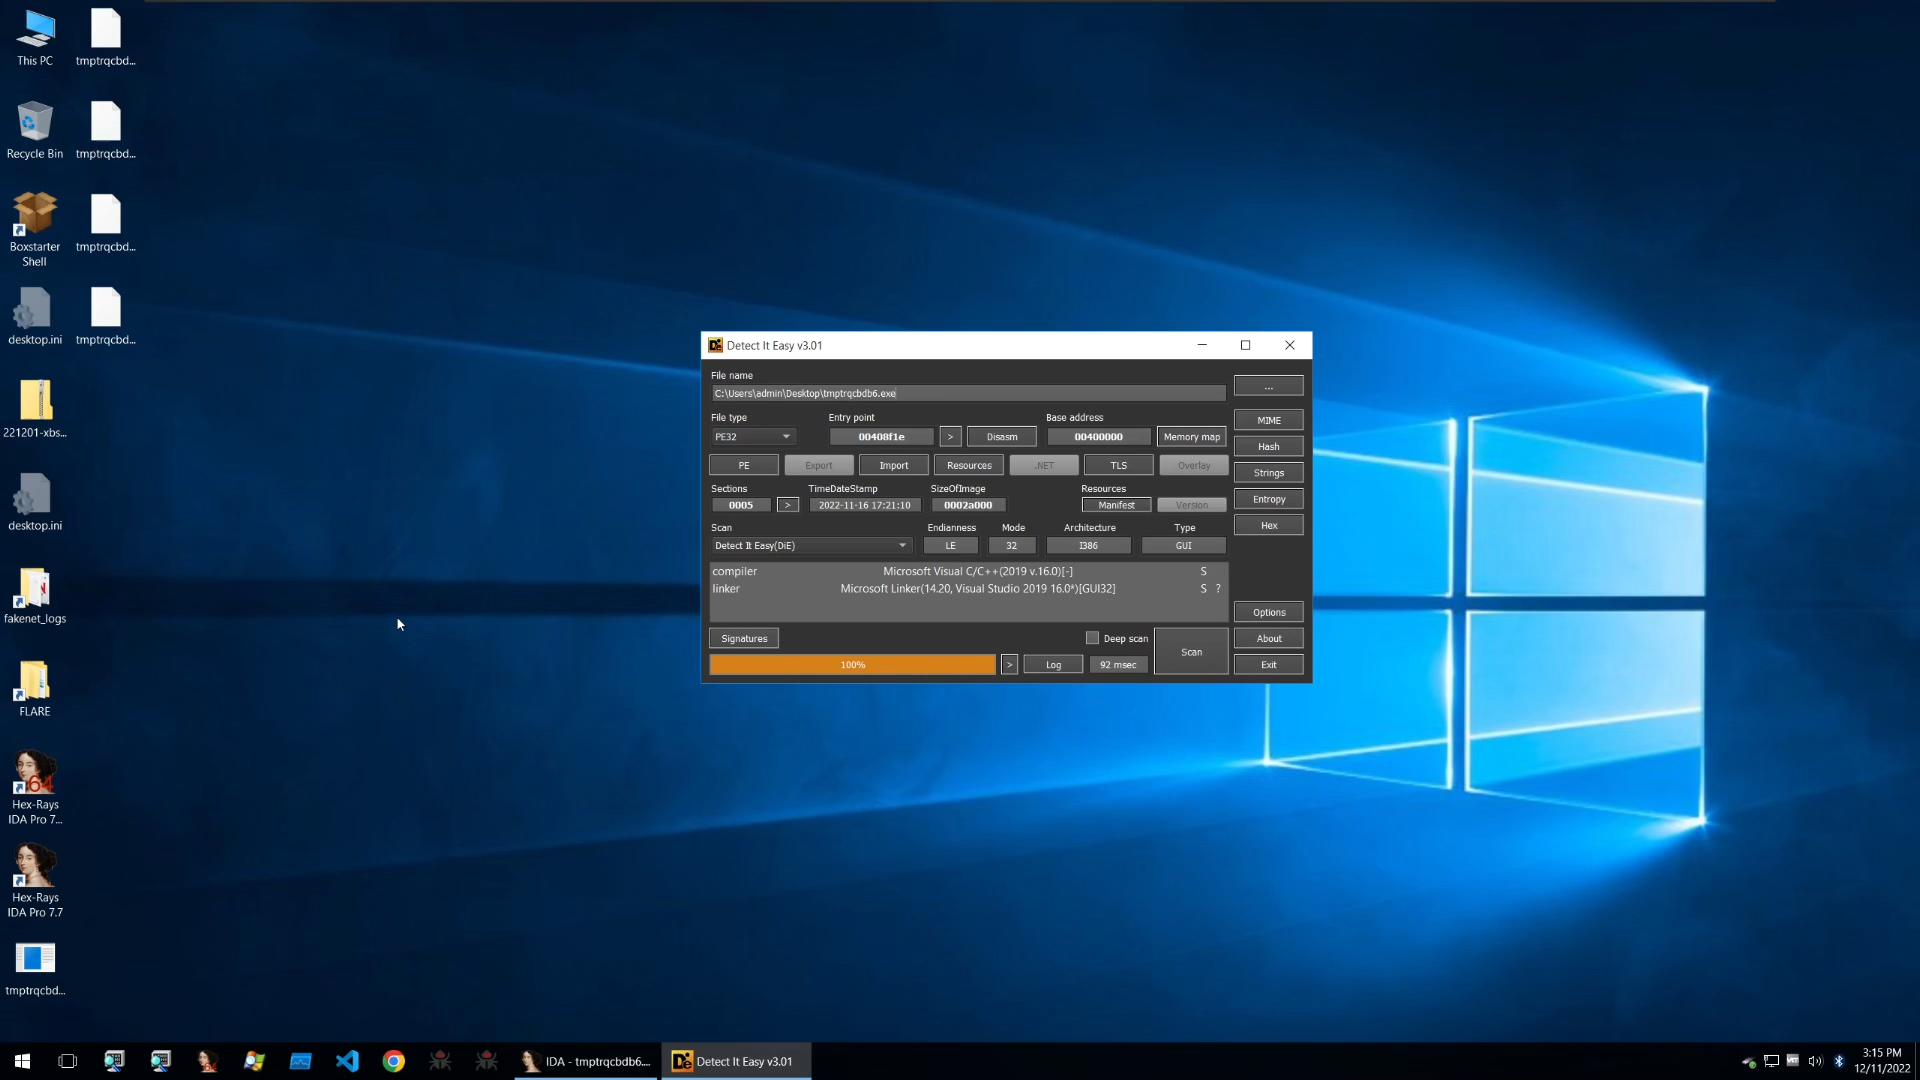 This PC
tmptrqcbd...
Recycle Bin
tmptrqcbd...
Boxstarter
Shell
tmptrqcbd...
desktop.ini
tmptrqcbd...
221201-xbs...
desktop.ini
fakenet_logs
FLARE
64
Hex-Rays
IDA Pro 7...
Hex-Rays
IDA Pro 7.7
tmptrqcbd...
Detect It Easy v3.01
File name
C:\Users\admin\Desktop\tmptrqcbdb6.exe
...
File type
Entry point
Base address
MIME
PE32
00408f1e
>
Disasm
00400000
Memory map
Hash
PE
Export
Import
Resources
.NET
TLS
Overlay
Strings
Sections
TimeDateStamp
SizeOfImage
Resources
0005
>
2022-11-16 17:21:10
0002a000
Manifest
Version
Entropy
Scan
Endianness
Mode
Architecture
Type
Hex
Detect It Easy(DiE)
LE
32
I386
GUI
compiler Microsoft Visual C/C++(2019 v.16.0)[-] S
linker Microsoft Linker(14.20, Visual Studio 2019 16.0*)[GUI32] S ?
Options
Signatures
Deep scan
Scan
About
100%
>
Log
92 msec
Exit
IDA - tmptrqcbdb6....
Detect It Easy v3.01
3:15 PM
12/11/2022